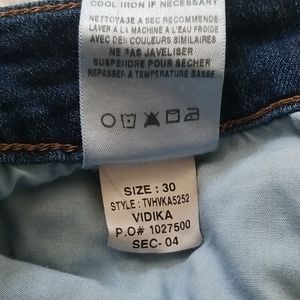 COOL IRON IF NECESSARY
NETTOYAGE A SEC RECOMMENDE
LAVER A LA MACHINE A L'EAU FROIDE
AVEC DES COULEURS SIMILAIRES
NE PAS JAVELISER
SUSPENDRE POUR SECHER
REPASSER A TEMPERATURE BASSE
SIZE : 30
STYLE : TVHVKA5252
VIDIKA
P.O# 1027500
SEC- 04